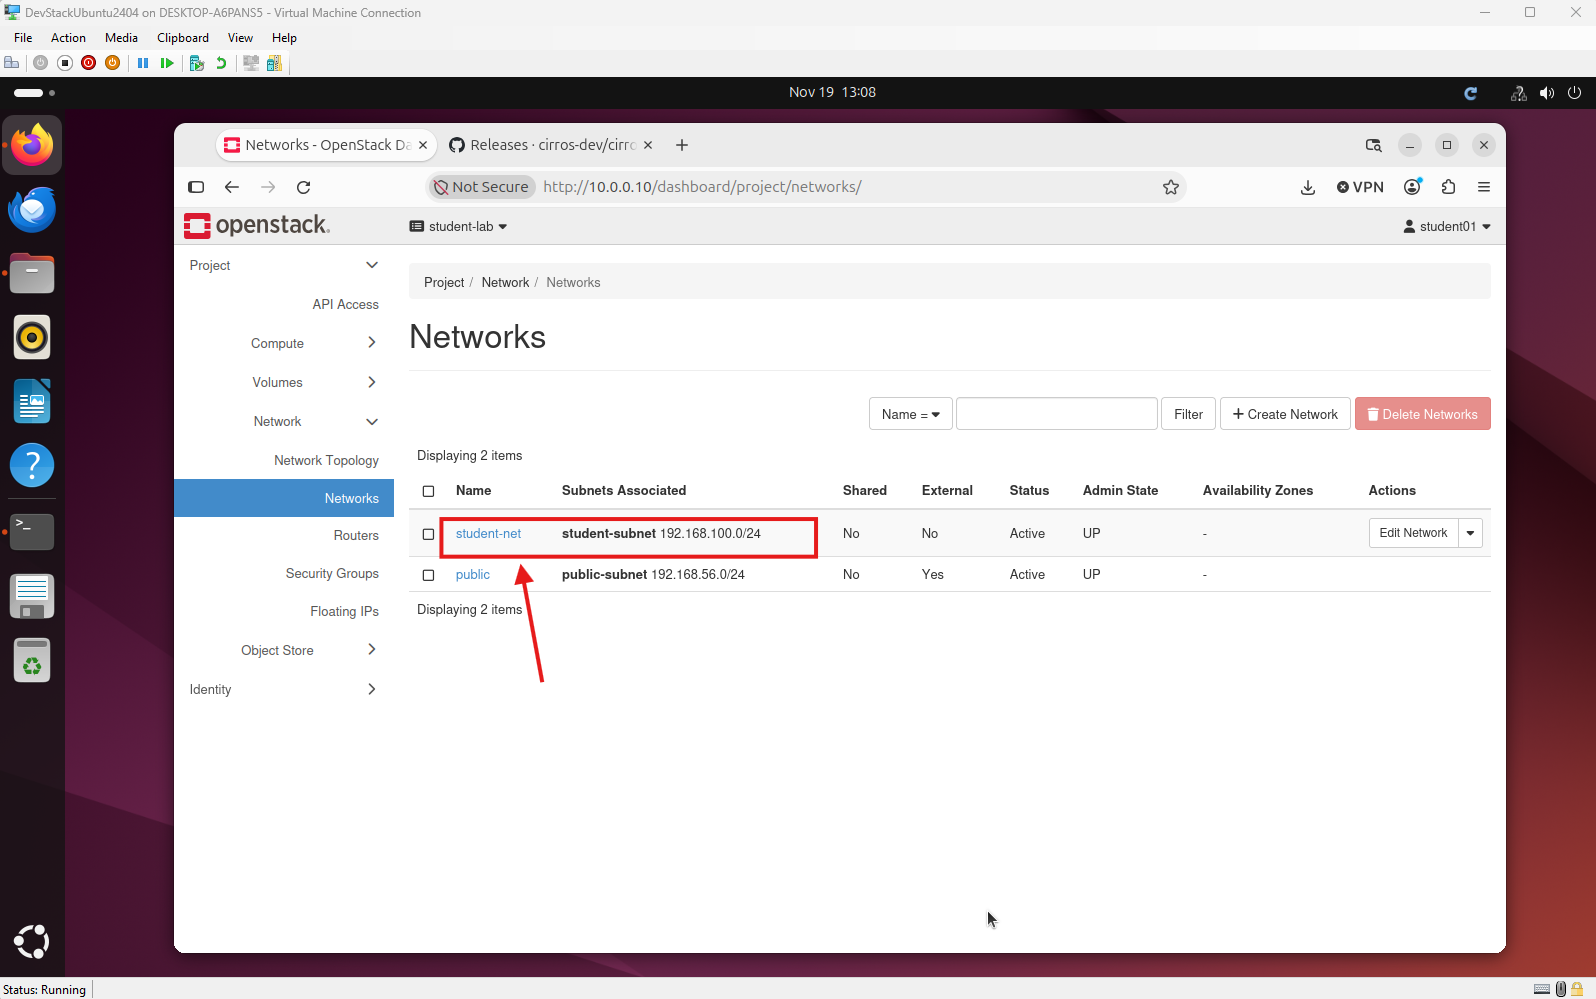 DevStackUbuntu2404 on DESKTOP-A6PANS5 - Virtual Machine Connection
File Action Media Clipboard View Help
Nov 19 13:08
Networks - OpenStack Da
Releases · cirros-dev/cirro
Not Secure http://10.0.0.10/dashboard/project/networks/
VPN
openstack.
student-lab
student01
Project
API Access
Compute
Volumes
Network
Network Topology
Networks
Routers
Security Groups
Floating IPs
Object Store
Identity
Project / Network / Networks
Networks
Name = Filter + Create Network Delete Networks
Displaying 2 items
Name Subnets Associated Shared External Status Admin State Availability Zones Actions
student-net student-subnet 192.168.100.0/24 No No Active UP - Edit Network
public public-subnet 192.168.56.0/24 No Yes Active UP -
Displaying 2 items
Status: Running